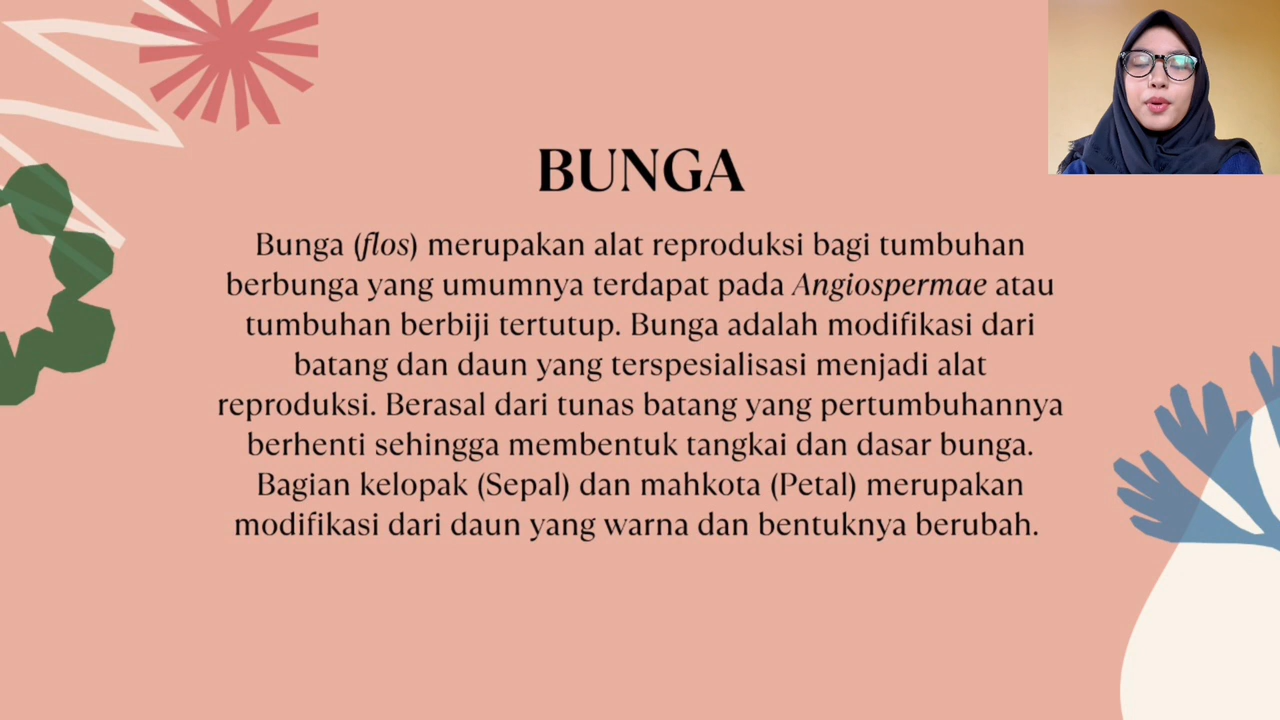 BUNGA
Bunga (flos) merupakan alat reproduksi bagi tumbuhan
berbunga yang umumnya terdapat pada Angiospermae atau
tumbuhan berbiji tertutup. Bunga adalah modifikasi dari
batang dan daun yang terspesialisasi menjadi alat
reproduksi. Berasal dari tunas batang yang pertumbuhannya
berhenti sehingga membentuk tangkai dan dasar bunga.
Bagian kelopak (Sepal) dan mahkota (Petal) merupakan
modifikasi dari daun yang warna dan bentuknya berubah.